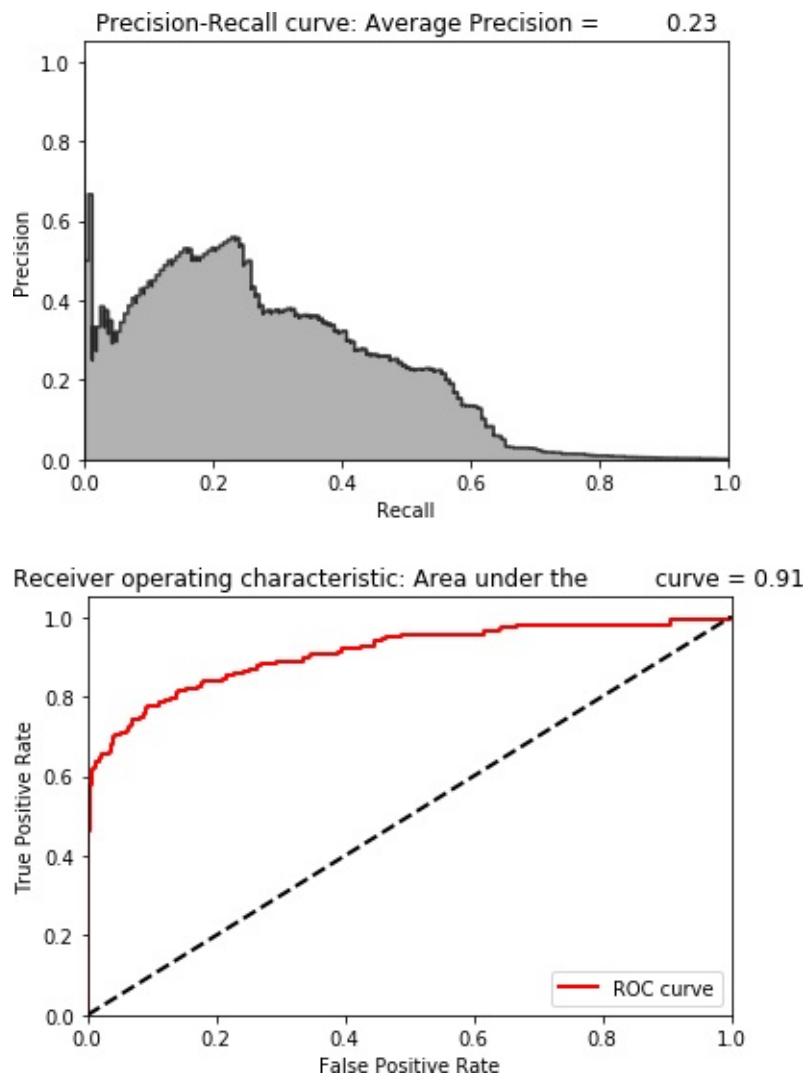 Precision-Recall curve: Average Precision = 0.23
1.0
0.8
0.6
0.4
0.2
0.0
Precision
0.0 0.2 0.4 0.6 0.8 1.0
Recall
Receiver operating characteristic: Area under the curve = 0.91
1.0
0.8
0.6
0.4
0.2
0.0
True Positive Rate
ROC curve
0.0 0.2 0.4 0.6 0.8 1.0
False Positive Rate